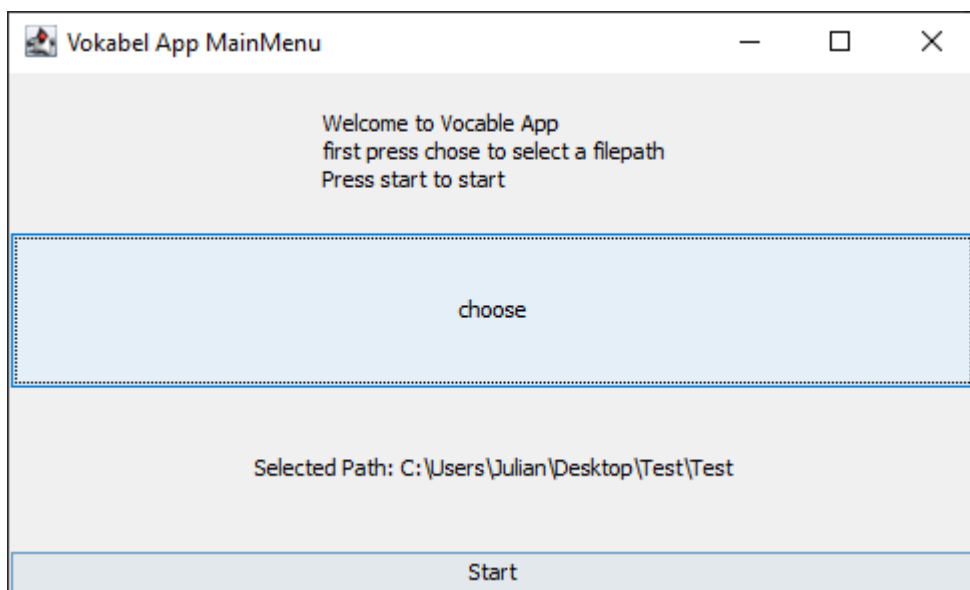 Vokabel App MainMenu
Welcome to Vocable App
first press chose to select a filepath
Press start to start
choose
Selected Path: C:\Users\Julian\Desktop\Test\Test
Start